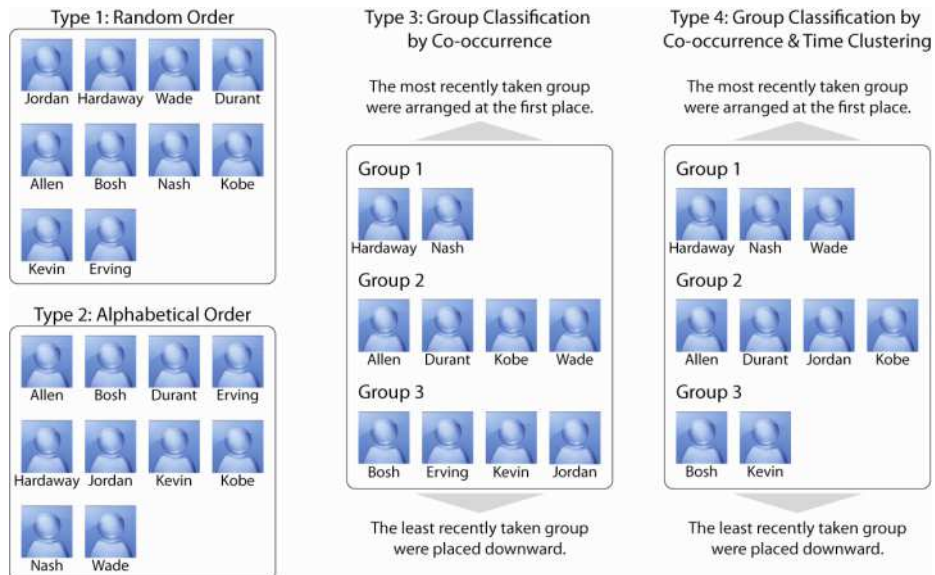 Type 1: Random Order
Jordan Hardaway Wade Durant
Allen Bosh Nash Kobe
Kevin Erving
Type 2: Alphabetical Order
Allen Bosh Durant Erving
Hardaway Jordan Kevin Kobe
Nash Wade
Type 3: Group Classification
by Co-occurrence
The most recently taken group
were arranged at the first place.
Group 1
Hardaway Nash
Group 2
Allen Durant Kobe Wade
Group 3
Bosh Erving Kevin Jordan
The least recently taken group
were placed downward.
Type 4: Group Classification by
Co-occurrence & Time Clustering
The most recently taken group
were arranged at the first place.
Group 1
Hardaway Nash Wade
Group 2
Allen Durant Jordan Kobe
Group 3
Bosh Kevin
The least recently taken group
were placed downward.